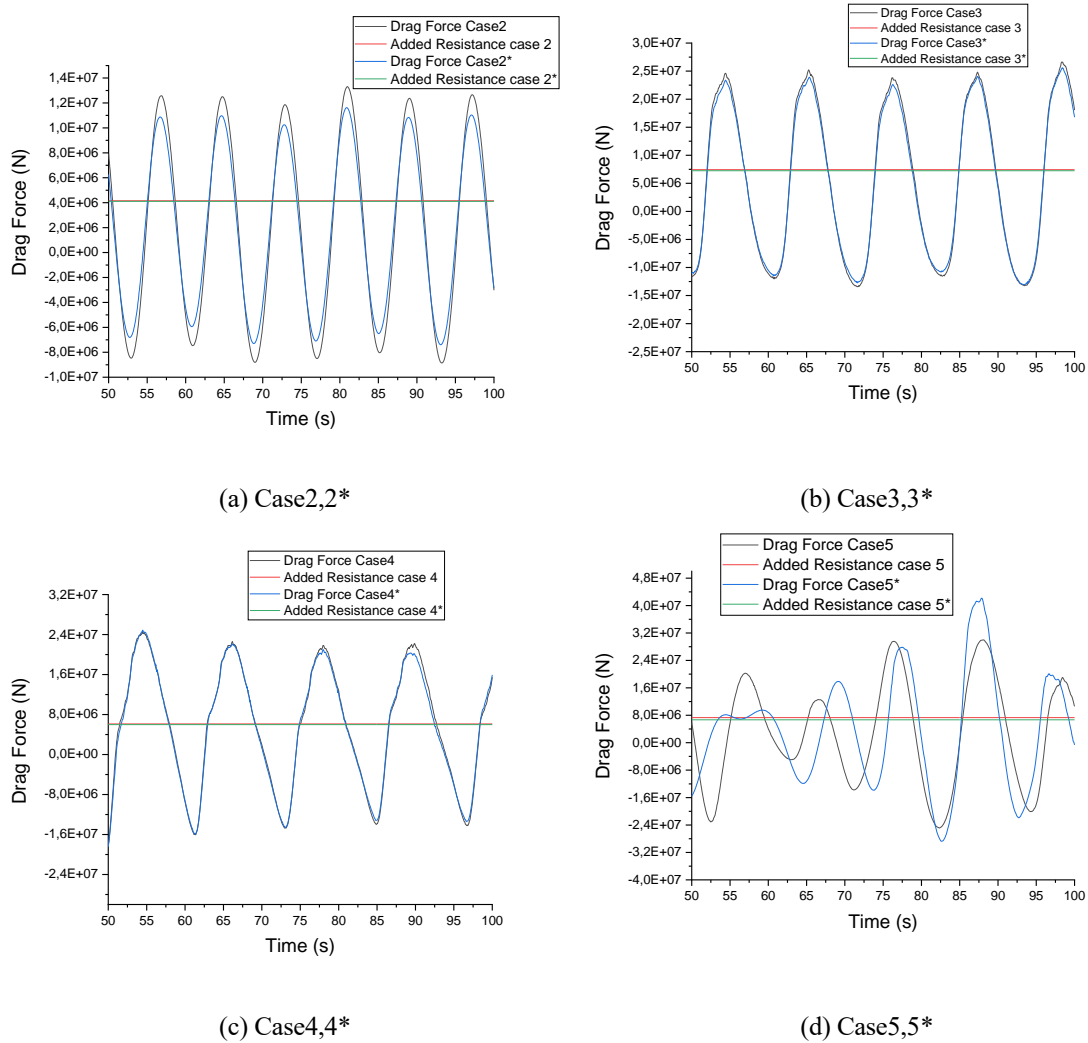 Drag Force Case2
Added Resistance case 2
Drag Force Case2*
Added Resistance case 2*
1,4E+07
1,2E+07
1,0E+07
8,0E+06
6,0E+06
4,0E+06
2,0E+06
0,0E+00
-2,0E+06
-4,0E+06
-6,0E+06
-8,0E+06
-1,0E+07
Drag Force (N)
50 55 60 65 70 75 80 85 90 95 100
Time (s)
(a) Case2,2*
Drag Force Case3
Added Resistance case 3
Drag Force Case3*
Added Resistance case 3*
3,0E+07
2,5E+07
2,0E+07
1,5E+07
1,0E+07
5,0E+06
0,0E+00
-5,0E+06
-1,0E+07
-1,5E+07
-2,0E+07
-2,5E+07
Drag Force (N)
50 55 60 65 70 75 80 85 90 95 100
Time (s)
(b) Case3,3*
Drag Force Case4
Added Resistance case 4
Drag Force Case4*
Added Resistance case 4*
3,2E+07
2,4E+07
1,6E+07
8,0E+06
0,0E+00
-8,0E+06
-1,6E+07
-2,4E+07
Drag Force (N)
50 55 60 65 70 75 80 85 90 95 100
Time (s)
(c) Case4,4*
Drag Force Case5
Added Resistance case 5
Drag Force Case5*
Added Resistance case 5*
4,8E+07
4,0E+07
3,2E+07
2,4E+07
1,6E+07
8,0E+06
0,0E+00
-8,0E+06
-1,6E+07
-2,4E+07
-3,2E+07
-4,0E+07
Drag Force (N)
50 55 60 65 70 75 80 85 90 95 100
Time (s)
(d) Case5,5*